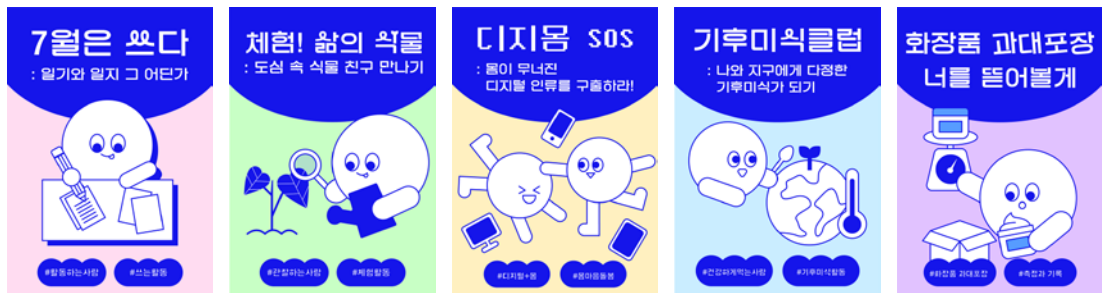 7월은 쓰다
: 일기와 일지 그 어딘가
#활동하는사람 #쓰는활동
체험! 삶의 식물
: 도심 속 식물 친구 만나기
#관찰하는사람 #체험활동
디지몸 SOS
: 몸이 무너진
디지털 인류를 구출하라!
#디지털+몸 #몸마음돌봄
기후미식클럽
: 나와 지구에게 다정한
기후미식가 되기
#건강하게먹는사람 #기후미식활동
화장품 과대포장
너를 뜯어볼게
#화장품 과대포장 #측정과 기록